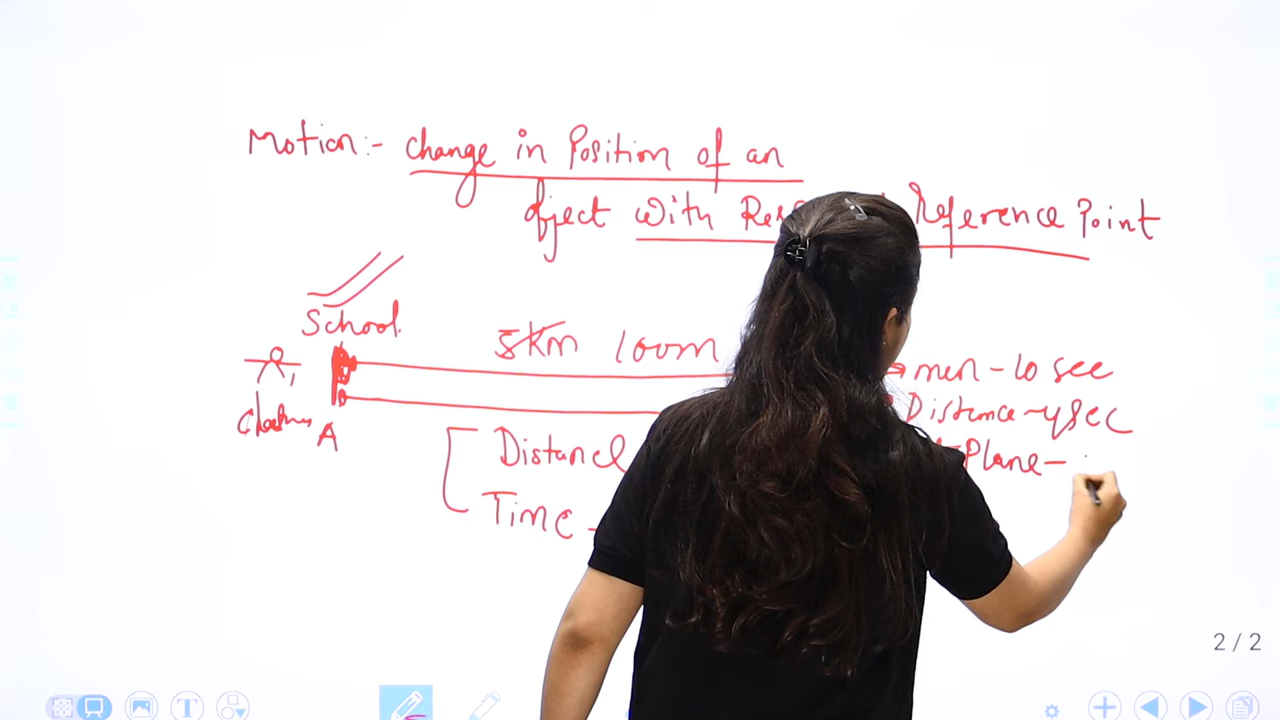 Motion:- change in Position of an
object with Res Reference Point
School
5Km 100m
men - 10 sec
Distance - 4 sec
A
Distance
Plane -
Time -
2 / 2